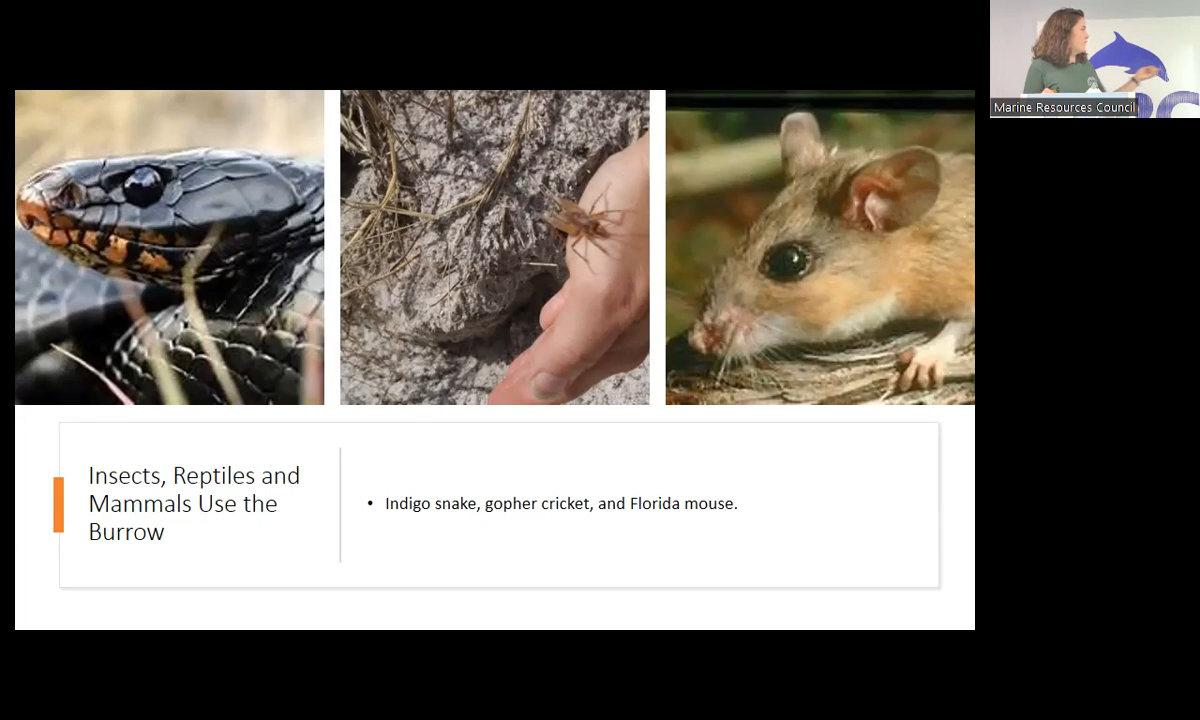 Marine Resources Council
Insects, Reptiles and
Mammals Use the
Burrow
• Indigo snake, gopher cricket, and Florida mouse.